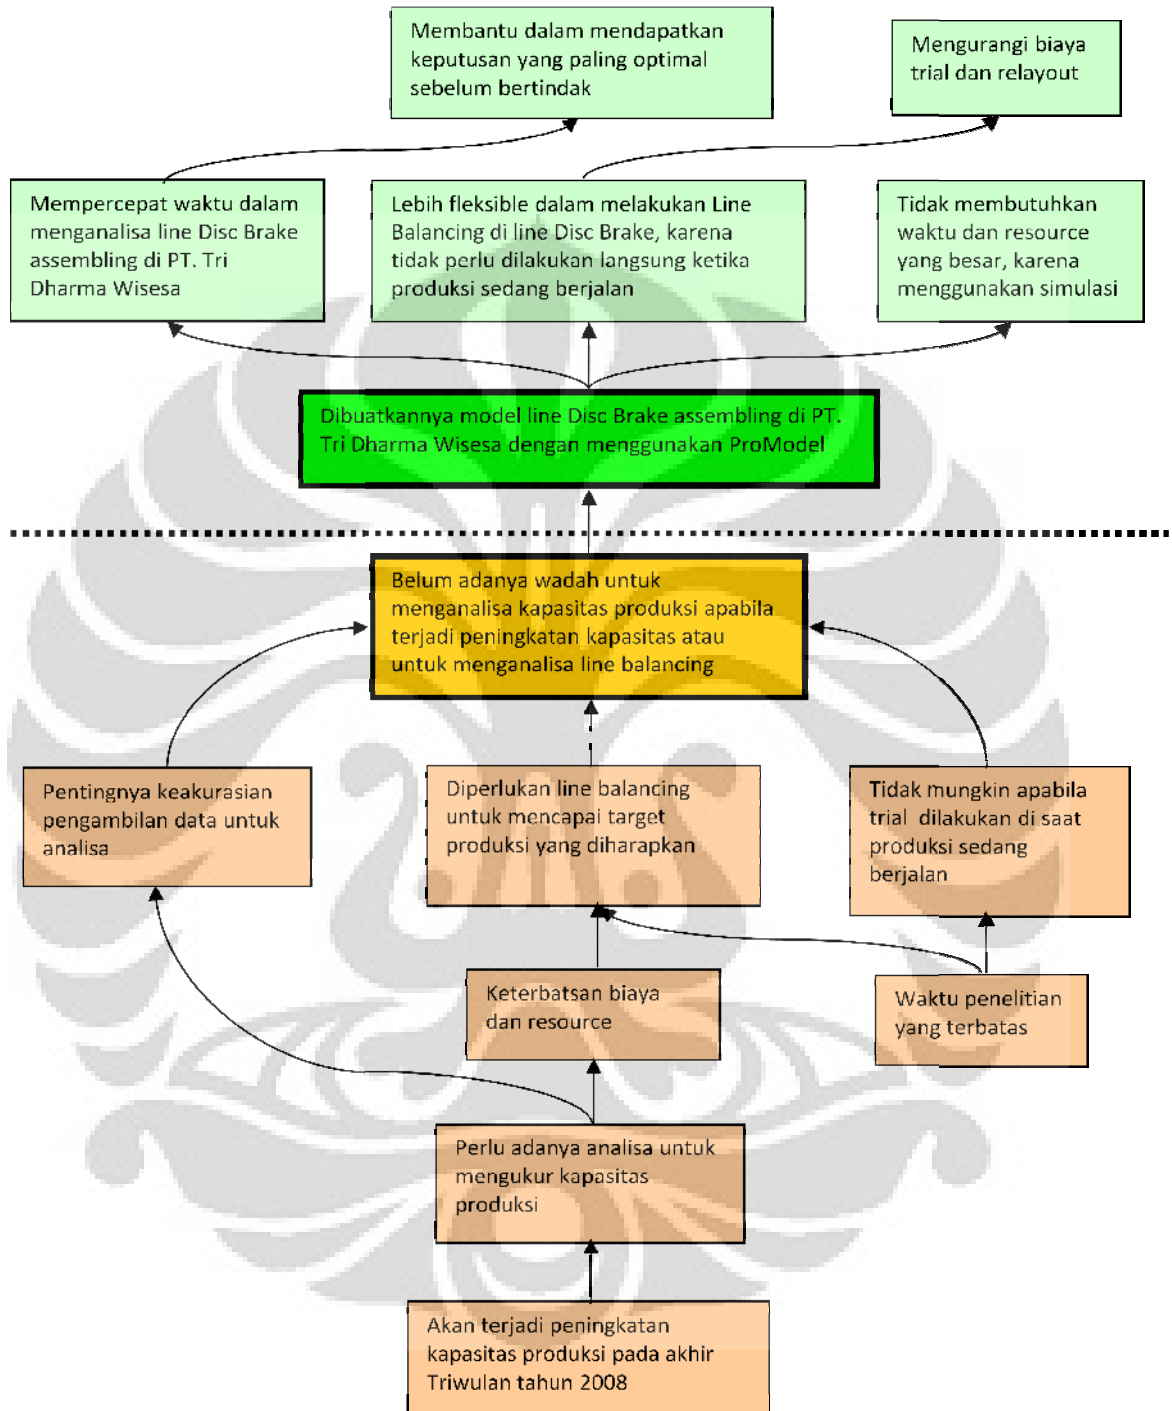 Membantu dalam mendapatkan
keputusan yang paling optimal
sebelum bertindak
Mengurangi biaya
trial dan relayout
Mempercepat waktu dalam
menganalisa line Disc Brake
assembling di PT. Tri
Dharma Wisesa
Lebih fleksible dalam melakukan Line
Balancing di line Disc Brake, karena
tidak perlu dilakukan langsung ketika
produksi sedang berjalan
Tidak membutuhkan
waktu dan resource
yang besar, karena
menggunakan simulasi
Dibuatkannya model line Disc Brake assembling di PT.
Tri Dharma Wisesa dengan menggunakan ProModel
Belum adanya wadah untuk
menganalisa kapasitas produksi apabila
terjadi peningkatan kapasitas atau
untuk menganalisa line balancing
Pentingnya keakurasian
pengambilan data untuk
analisa
Diperlukan line balancing
untuk mencapai target
produksi yang diharapkan
Tidak mungkin apabila
trial dilakukan di saat
produksi sedang
berjalan
Keterbatsan biaya
dan resource
Waktu penelitian
yang terbatas
Perlu adanya analisa untuk
mengukur kapasitas
produksi
Akan terjadi peningkatan
kapasitas produksi pada akhir
Triwulan tahun 2008